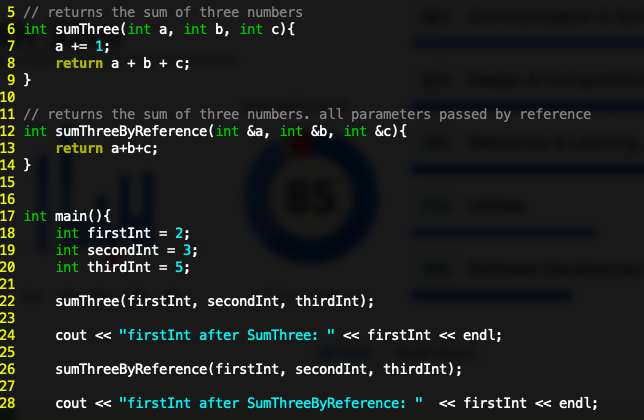 5 // returns the sum of three numbers
6 int sumThree(int a, int b, int c){
7     a += 1;
8     return a + b + c;
9 }
10
11 // returns the sum of three numbers. all parameters passed by reference
12 int sumThreeByReference(int &a, int &b, int &c){
13     return a+b+c;
14 }
15
16
17 int main(){
18     int firstInt = 2;
19     int secondInt = 3;
20     int thirdInt = 5;
21
22     sumThree(firstInt, secondInt, thirdInt);
23
24     cout << "firstInt after SumThree: " << firstInt << endl;
25
26     sumThreeByReference(firstInt, secondInt, thirdInt);
27
28     cout << "firstInt after SumThreeByReference: "  << firstInt << endl;
85